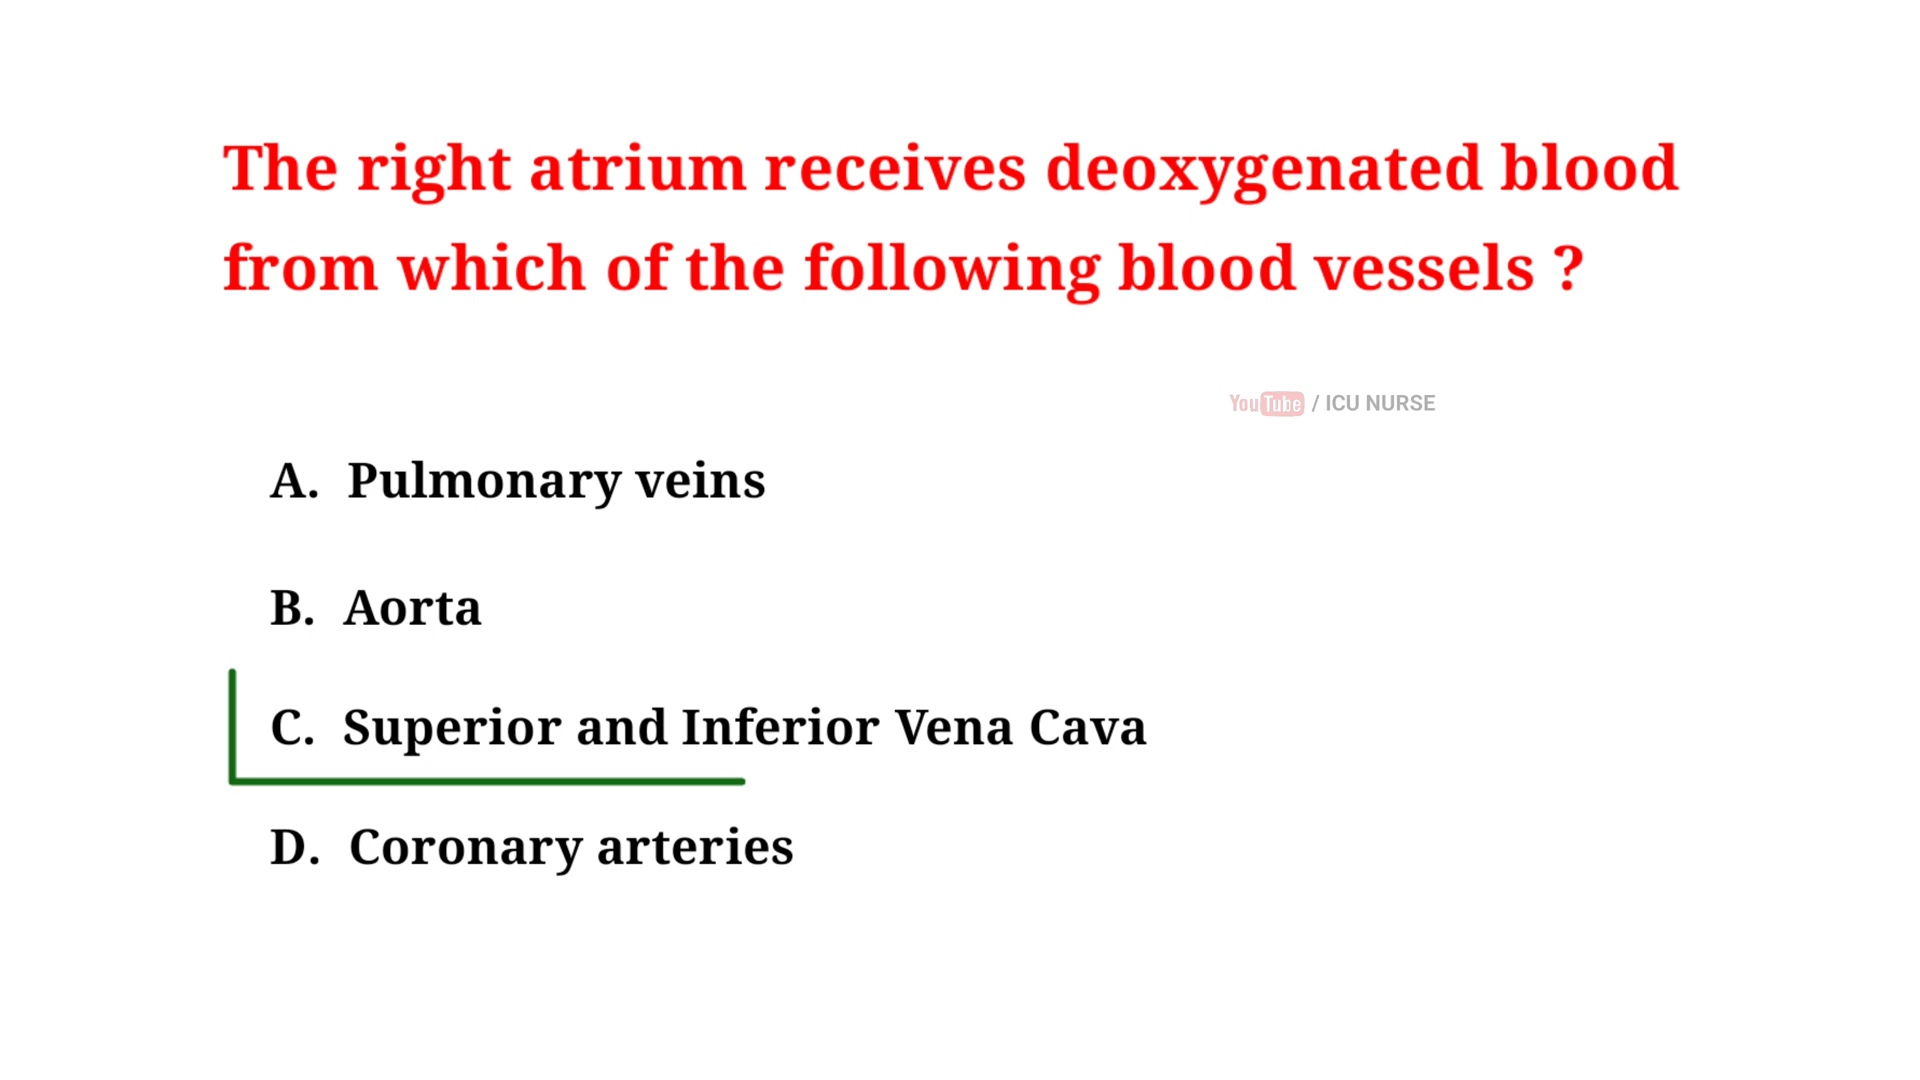 The right atrium receives deoxygenated blood
from which of the following blood vessels ?
YouTube / ICU NURSE
A. Pulmonary veins
B. Aorta
C. Superior and Inferior Vena Cava
D. Coronary arteries